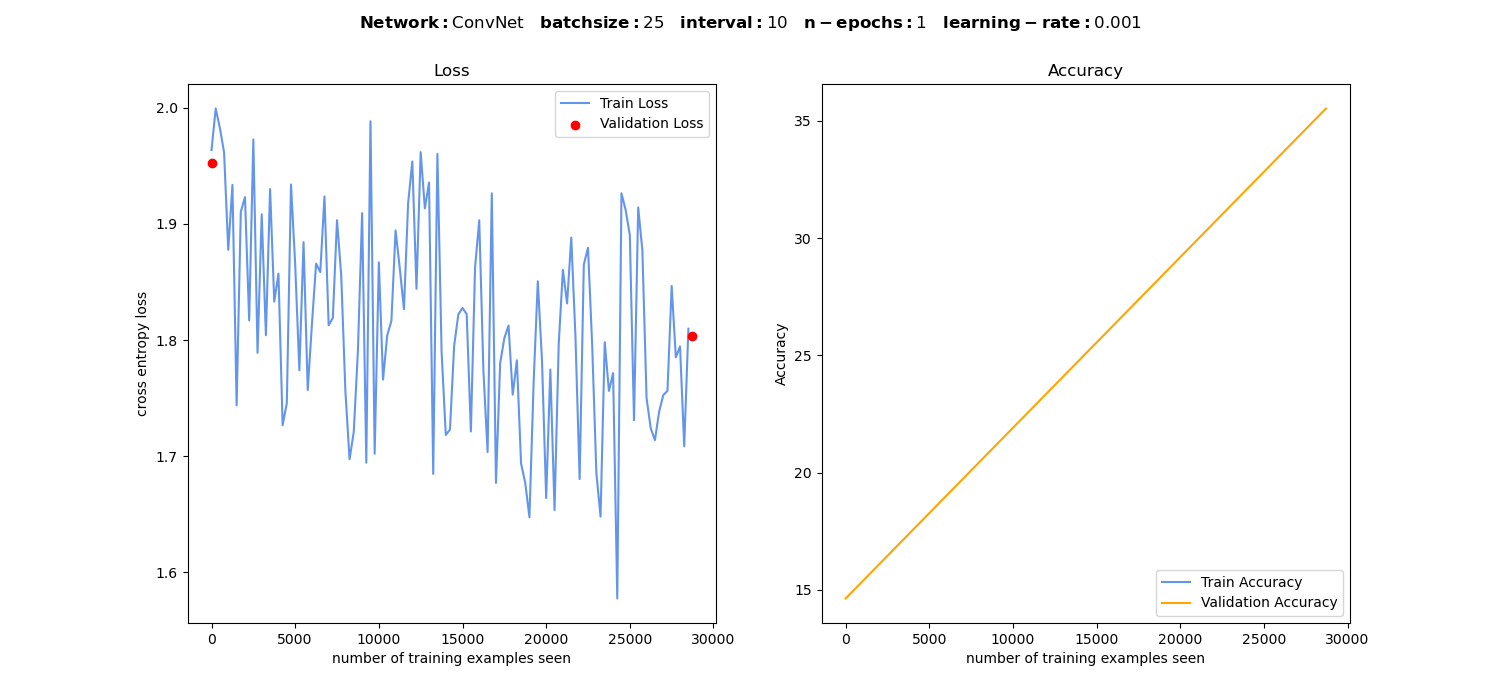 Network: ConvNet batchsize: 25 interval: 10 n−epochs: 1 learning−rate: 0.001
Loss
Train Loss
Validation Loss
2.0
1.9
1.8
1.7
1.6
cross entropy loss
0 5000 10000 15000 20000 25000 30000
number of training examples seen
Accuracy
35
30
25
20
15
Accuracy
Train Accuracy
Validation Accuracy
0 5000 10000 15000 20000 25000 30000
number of training examples seen